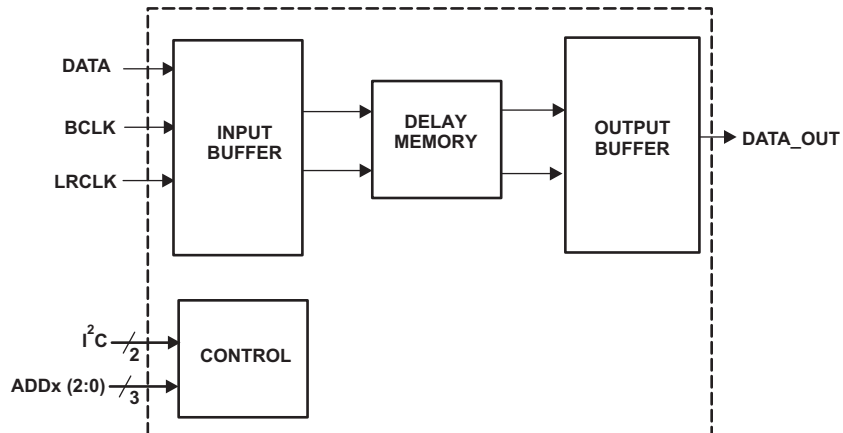 DATA
BCLK
LRCLK
INPUT
BUFFER
DELAY
MEMORY
OUTPUT
BUFFER
DATA_OUT
I²C
2
ADDx (2:0)
3
CONTROL